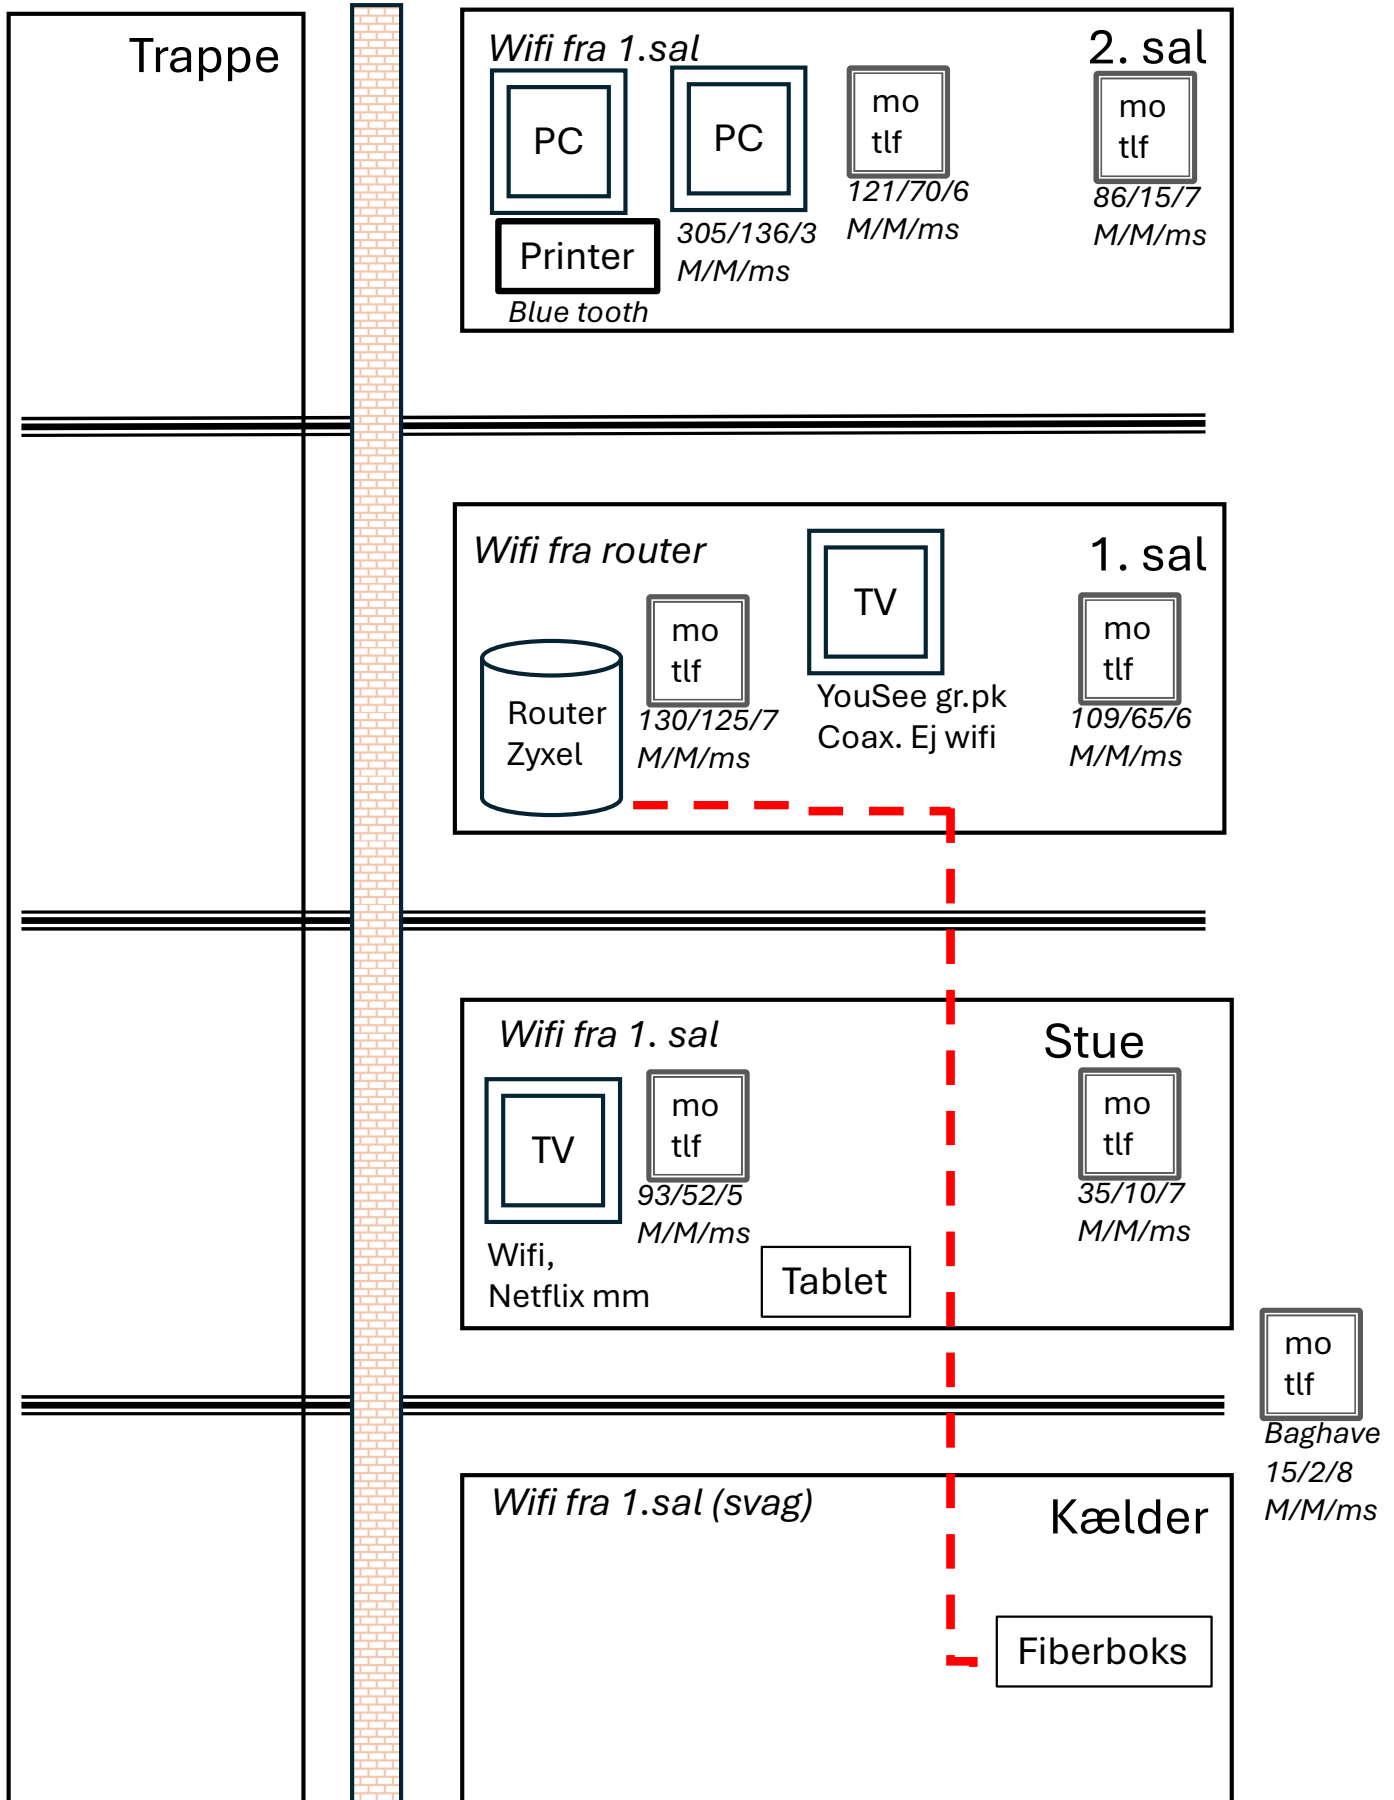 Trappe
Wifi fra 1.sal
2. sal
PC
PC
mo
tlf
mo
tlf
121/70/6
M/M/ms
86/15/7
M/M/ms
305/136/3
M/M/ms
Printer
Blue tooth
Wifi fra router
1. sal
TV
mo
tlf
mo
tlf
Router
Zyxel
130/125/7
M/M/ms
YouSee gr.pk
Coax. Ej wifi
109/65/6
M/M/ms
Wifi fra 1. sal
Stue
TV
mo
tlf
mo
tlf
93/52/5
M/M/ms
35/10/7
M/M/ms
Wifi,
Netflix mm
Tablet
mo
tlf
Baghave
15/2/8
M/M/ms
Wifi fra 1.sal (svag)
Kælder
Fiberboks